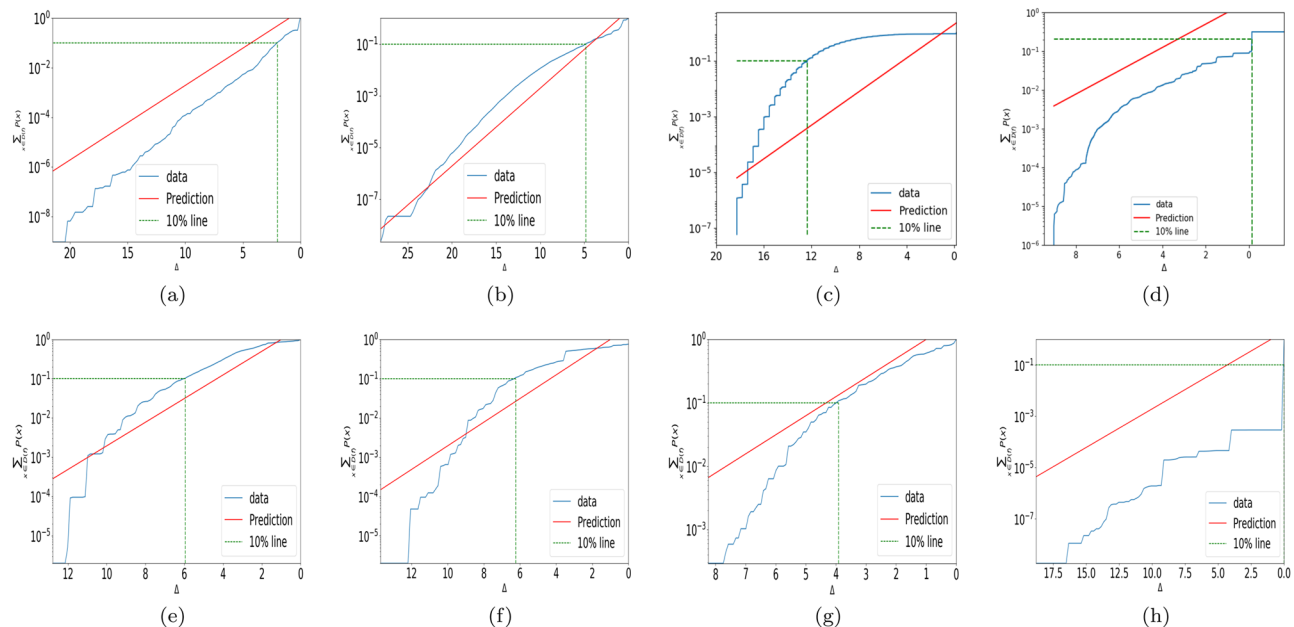 10^0
10^-2
10^-4
10^-6
10^-8
∑ x∈D(f) P(x)
data
Prediction
10% line
20 15 10 5 0
Δ
(a)
10^0
10^-1
10^-3
10^-5
10^-7
∑ x∈D(f) P(x)
data
Prediction
10% line
25 20 15 10 5 0
Δ
(b)
10^-1
10^-3
10^-5
10^-7
∑ x∈D(f) P(x)
data
Prediction
10% line
20 16 12 8 4 0
Δ
(c)
10^0
10^-1
10^-2
10^-3
10^-4
10^-5
10^-6
∑ x∈D(f) P(x)
data
Prediction
10% line
8 6 4 2 0
Δ
(d)
10^0
10^-1
10^-2
10^-3
10^-4
10^-5
∑ x∈D(f) P(x)
data
Prediction
10% line
12 10 8 6 4 2 0
Δ
(e)
10^0
10^-1
10^-2
10^-3
10^-4
10^-5
∑ x∈D(f) P(x)
data
Prediction
10% line
12 10 8 6 4 2 0
Δ
(f)
10^0
10^-1
10^-2
10^-3
∑ x∈D(f) P(x)
data
Prediction
10% line
8 7 6 5 4 3 2 1 0
Δ
(g)
10^-1
10^-3
10^-5
10^-7
∑ x∈D(f) P(x)
data
Prediction
10% line
17.5 15.0 12.5 10.0 7.5 5.0 2.5 0.0
Δ
(h)